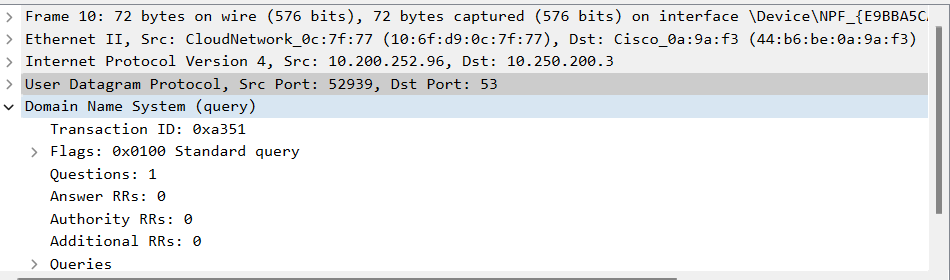 Frame 10: 72 bytes on wire (576 bits), 72 bytes captured (576 bits) on interface \Device\NPF_{E9BBA5C
Ethernet II, Src: CloudNetwork_0c:7f:77 (10:6f:d9:0c:7f:77), Dst: Cisco_0a:9a:f3 (44:b6:be:0a:9a:f3)
Internet Protocol Version 4, Src: 10.200.252.96, Dst: 10.250.200.3
User Datagram Protocol, Src Port: 52939, Dst Port: 53
Domain Name System (query)
Transaction ID: 0xa351
Flags: 0x0100 Standard query
Questions: 1
Answer RRs: 0
Authority RRs: 0
Additional RRs: 0
Queries